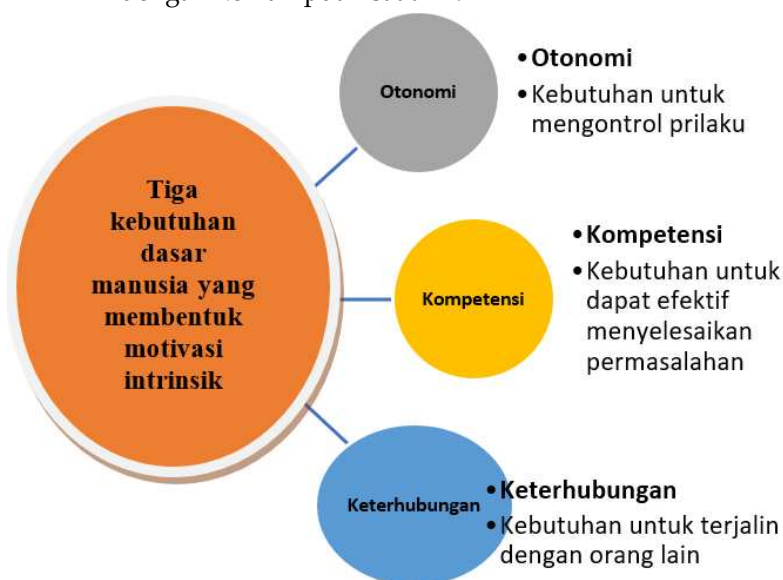 Tiga
kebutuhan
dasar
manusia yang
membentuk
motivasi
intrinsik
Otonomi
•Otonomi
•Kebutuhan untuk
mengontrol prilaku
Kompetensi
•Kompetensi
•Kebutuhan untuk
dapat efektif
menyelesaikan
permasalahan
Keterhubungan
•Keterhubungan
•Kebutuhan untuk terjalin
dengan orang lain